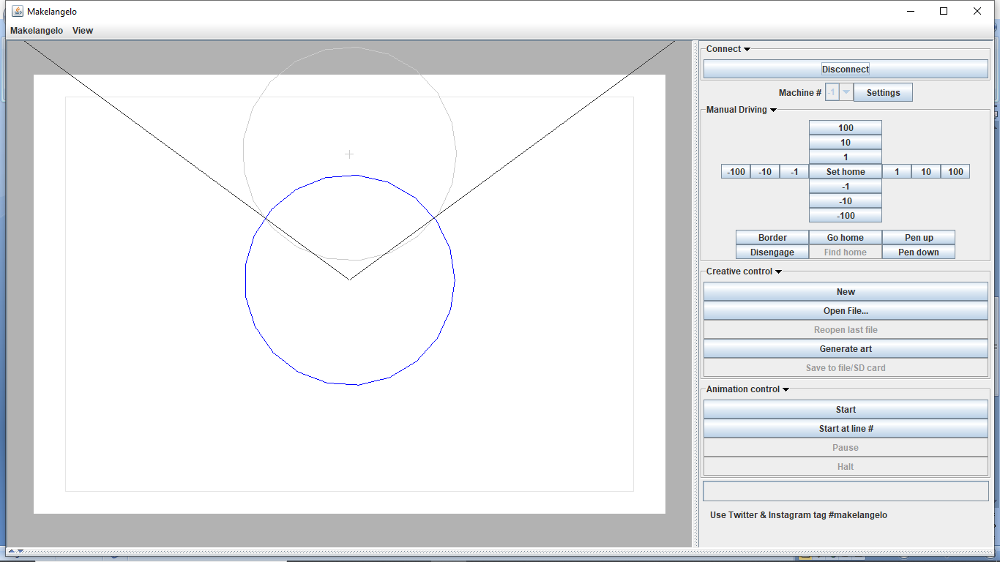 Makelangelo
Makelangelo View
Connect
Disconnect
Machine # -1 Settings
Manual Driving
100
10
1
-100 -10 -1 Set home 1 10 100
-1
-10
-100
Border Go home Pen up
Disengage Find home Pen down
Creative control
New
Open File...
Reopen last file
Generate art
Save to file/SD card
Animation control
Start
Start at line #
Pause
Halt
Use Twitter & Instagram tag #makelangelo